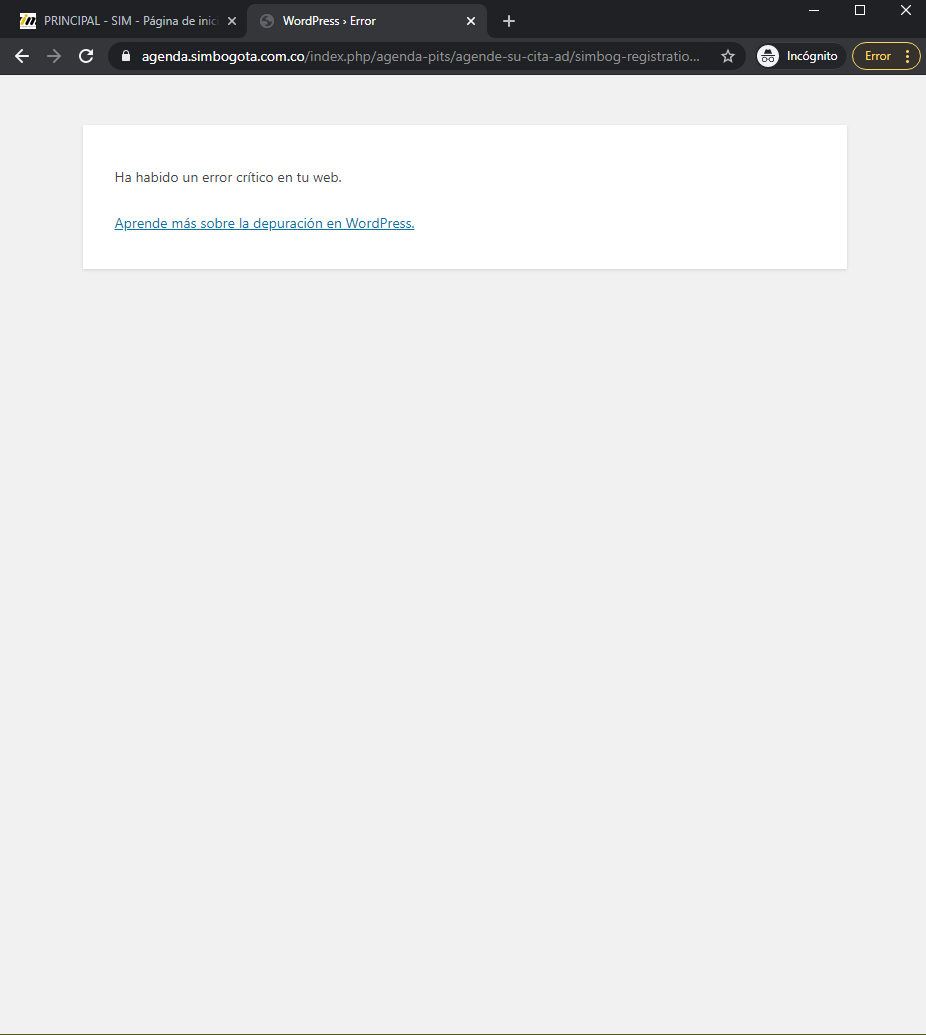 PRINCIPAL - SIM - Página de inic
WordPress › Error
agenda.simbogota.com.co/index.php/agenda-pits/agende-su-cita-ad/simbog-registratio...
Incógnito
Error
Ha habido un error crítico en tu web.
Aprende más sobre la depuración en WordPress.